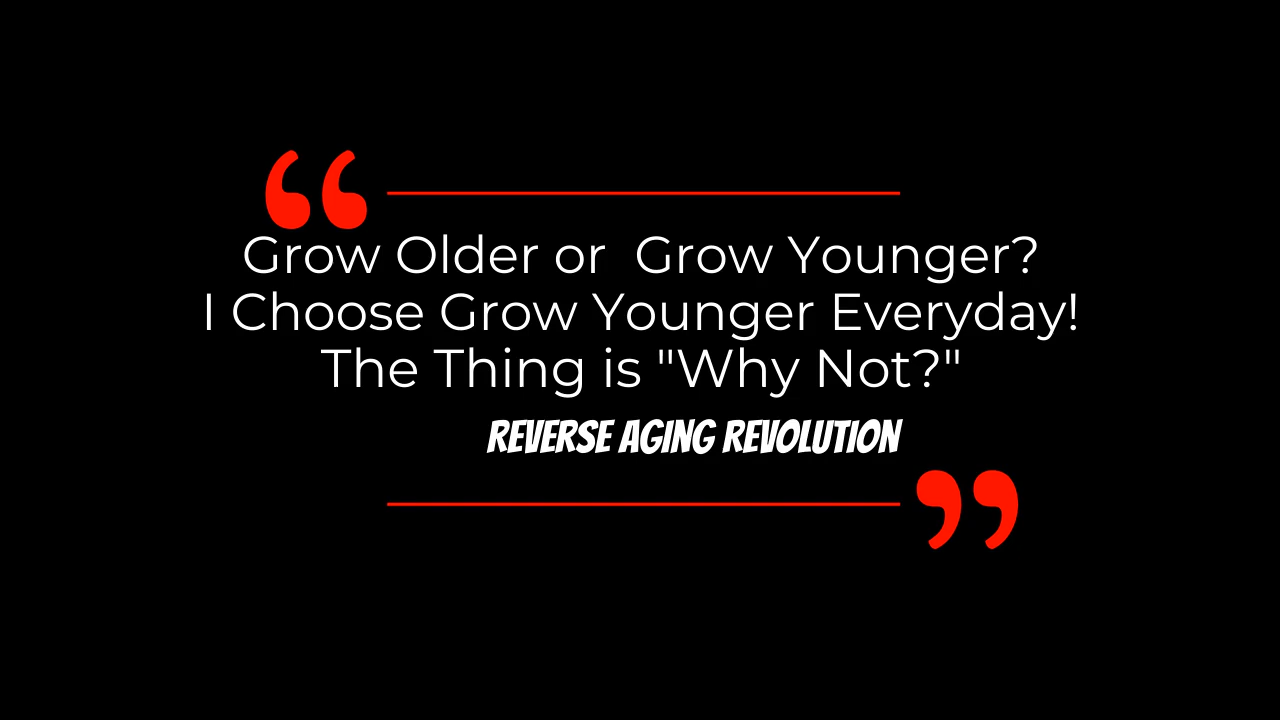 Grow Older or  Grow Younger?
I Choose Grow Younger Everyday!
The Thing is "Why Not?"
REVERSE AGING REVOLUTION